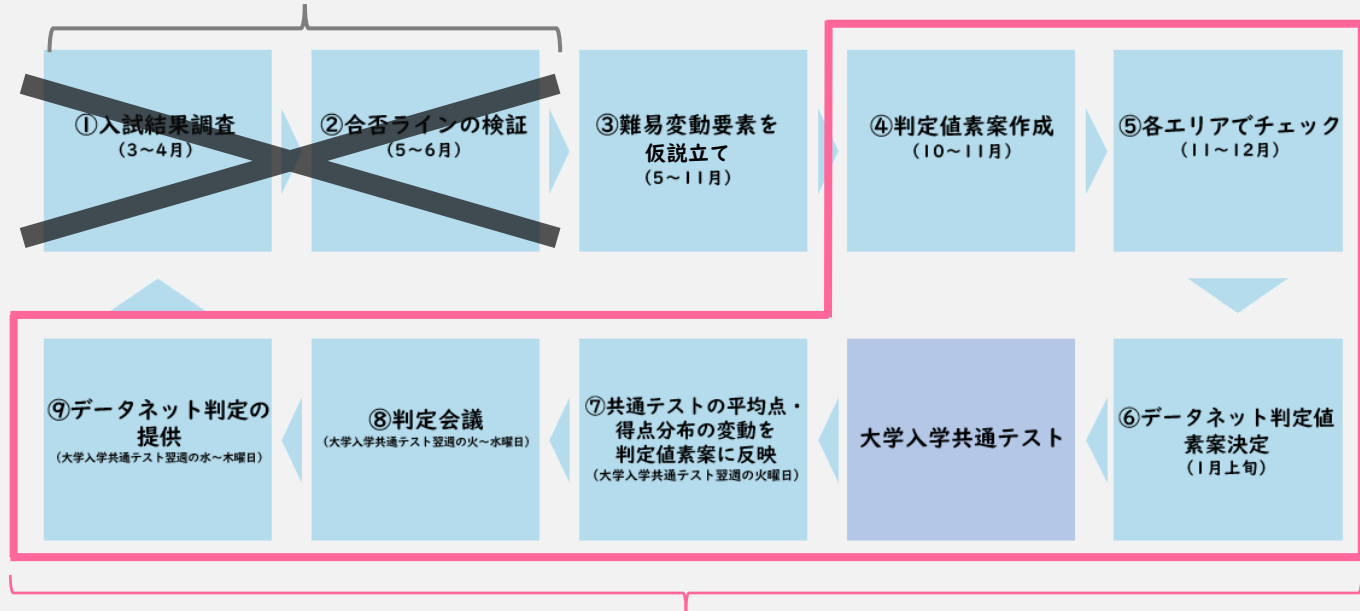 ①入試結果調査
（3～4月）
②合否ラインの検証
（5～6月）
③難易変動要素を
仮説立て
（5～11月）
④判定値素案作成
（10～11月）
⑤各エリアでチェック
（11～12月）
⑥データネット判定値
素案決定
（1月上旬）
大学入学共通テスト
⑦共通テストの平均点・
得点分布の変動を
判定値素案に反映
（大学入学共通テスト翌週の火曜日）
⑧判定会議
（大学入学共通テスト翌週の火～水曜日）
⑨データネット判定の
提供
（大学入学共通テスト翌週の水～木曜日）